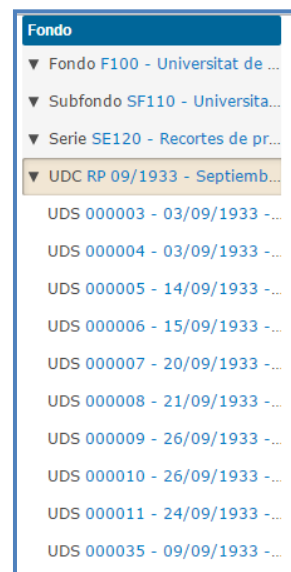 Fondo
▼ Fondo F100 - Universitat de ...
▼ Subfondo SF110 - Universita...
▼ Serie SE120 - Recortes de pr...
▼ UDC RP 09/1933 - Septiemb...
UDS 000003 - 03/09/1933 -...
UDS 000004 - 03/09/1933 -...
UDS 000005 - 14/09/1933 -...
UDS 000006 - 15/09/1933 -...
UDS 000007 - 20/09/1933 -...
UDS 000008 - 21/09/1933 -...
UDS 000009 - 26/09/1933 -...
UDS 000010 - 26/09/1933 -...
UDS 000011 - 24/09/1933 -...
UDS 000035 - 09/09/1933 -...